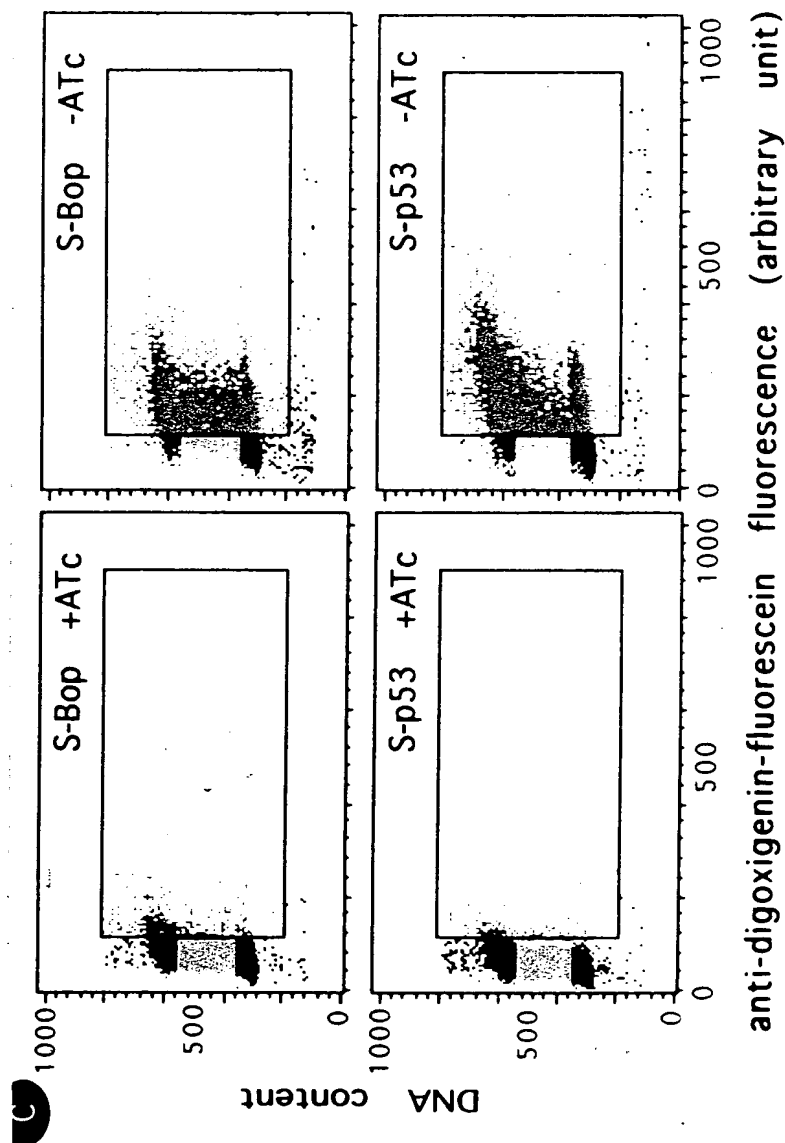 C
S-Bop +ATc
S-Bop -ATc
1000
500
0
S-p53 +ATc
S-p53 -ATc
1000
500
0
0
500
1000
0
500
1000
DNA content
anti-digoxigenin-fluorescein fluorescence (arbitrary unit)